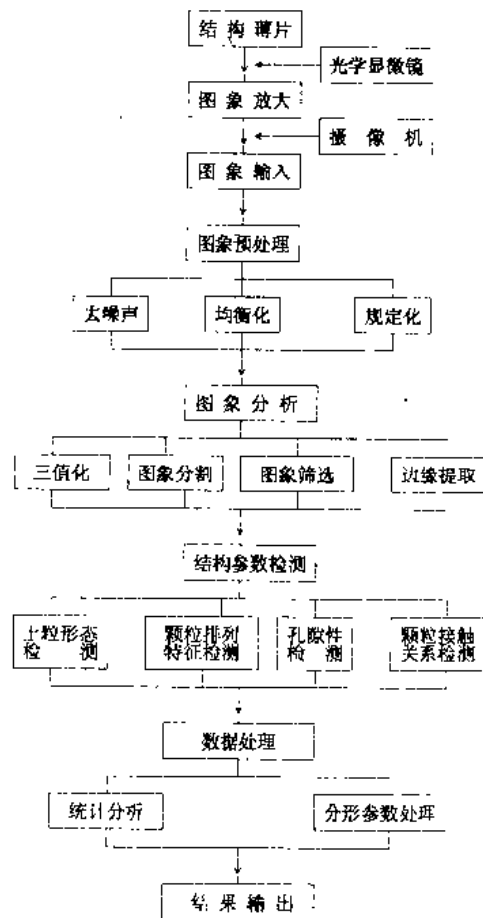 结构薄片
光学显微镜
图象放大
摄像机
图象输入
图象预处理
去噪声
均衡化
规定化
图象分析
三值化
图象分割
图象筛选
边缘提取
结构参数检测
土粒形态
检测
颗粒排列
特征检测
孔隙性
检测
颗粒接触
关系检测
数据处理
统计分析
分形参数处理
结果输出